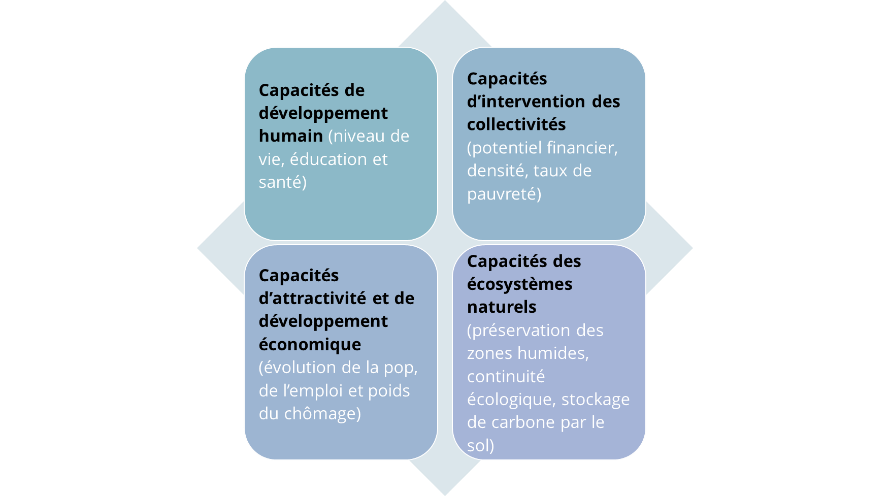 Capacités de
développement
humain (niveau de
vie, éducation et
santé)
Capacités
d’intervention des
collectivités
(potentiel financier,
densité, taux de
pauvreté)
Capacités
d’attractivité et de
développement
économique
(évolution de la pop,
de l’emploi et poids
du chômage)
Capacités des
écosystèmes
naturels
(préservation des
zones humides,
continuité
écologique, stockage
de carbone par le
sol)